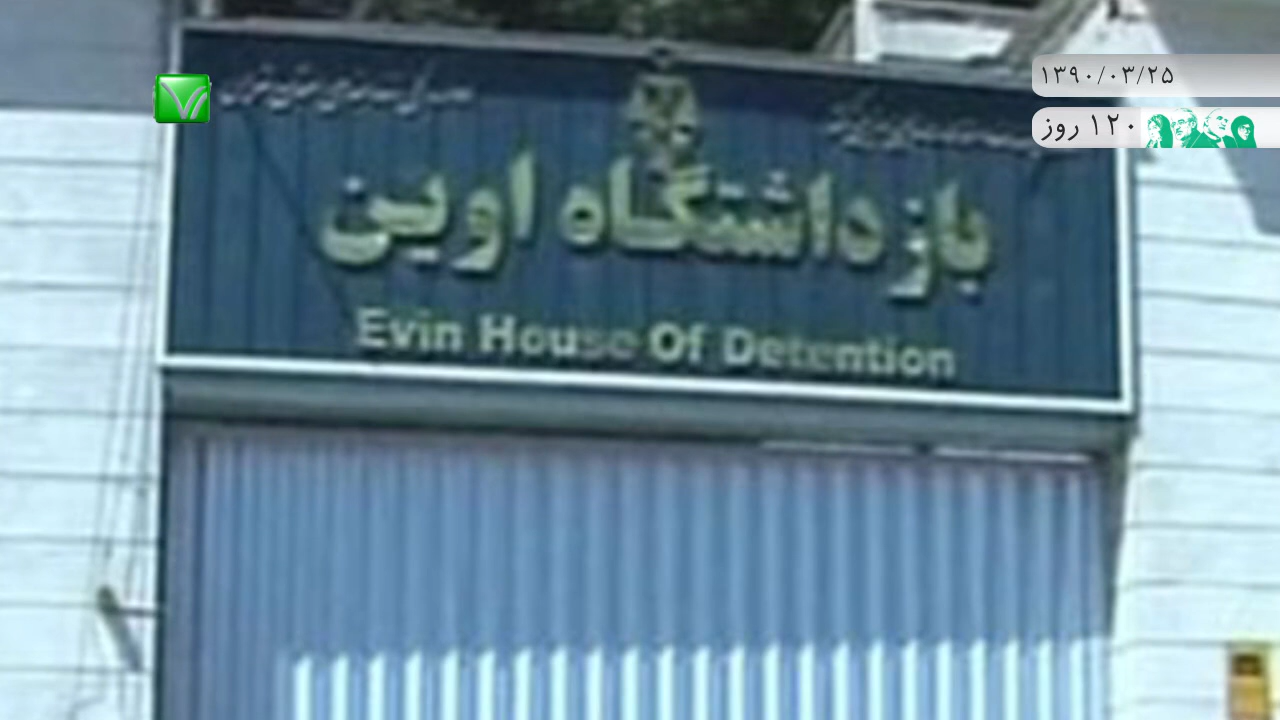 ۱۳۹۰/۰۳/۲۵
۱۲۰ روز
بازداشتگاه اوین
Evin House Of Detention